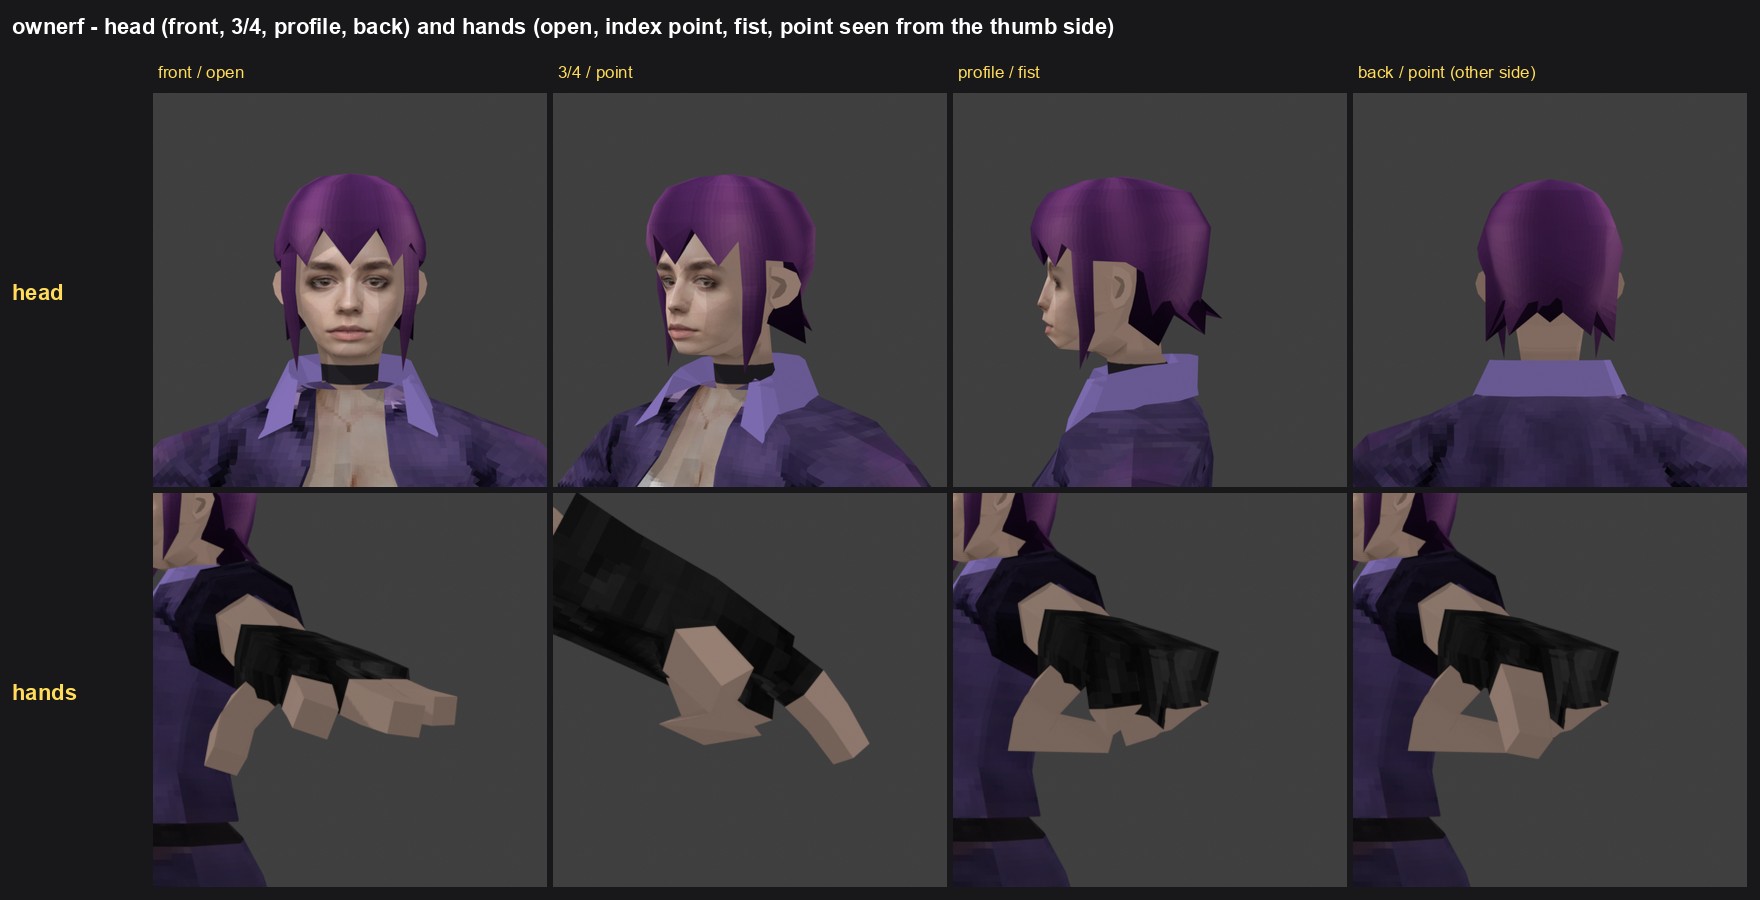 ownerf - head (front, 3/4, profile, back) and hands (open, index point, fist, point seen from the thumb side)
front / open
3/4 / point
profile / fist
back / point (other side)
head
hands